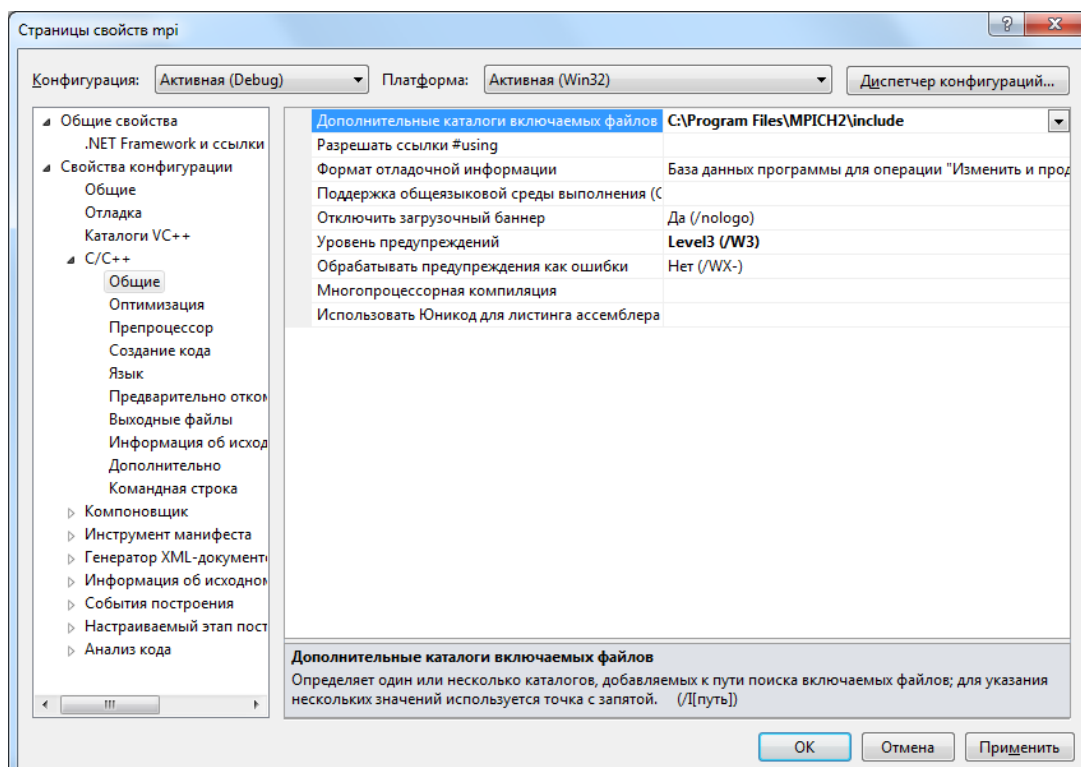 Страницы свойств mpi
Конфигурация: Активная (Debug) Платформа: Активная (Win32) Диспетчер конфигураций...
Общие свойства
.NET Framework и ссылки
Свойства конфигурации
Общие
Отладка
Каталоги VC++
C/C++
Общие
Оптимизация
Препроцессор
Создание кода
Язык
Предварительно отком
Выходные файлы
Информация об исход
Дополнительно
Командная строка
Компоновщик
Инструмент манифеста
Генератор XML-документ
Информация об исходном
События построения
Настраиваемый этап пост
Анализ кода
Дополнительные каталоги включаемых файлов C:\Program Files\MPICH2\include
Разрешать ссылки #using
Формат отладочной информации База данных программы для операции "Изменить и прод
Поддержка общеязыковой среды выполнения (C
Отключить загрузочный баннер Да (/nologo)
Уровень предупреждений Level3 (/W3)
Обрабатывать предупреждения как ошибки Нет (/WX-)
Многопроцессорная компиляция
Использовать Юникод для листинга ассемблера
Дополнительные каталоги включаемых файлов
Определяет один или несколько каталогов, добавляемых к пути поиска включаемых файлов; для указания
нескольких значений используется точка с запятой. (/I[путь])
ОК Отмена Применить